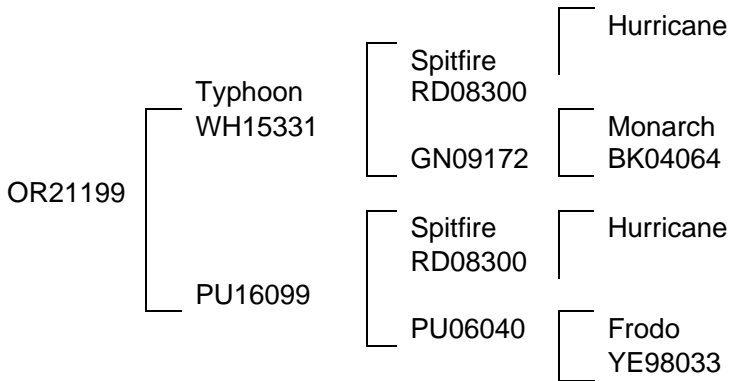 OR21199
Typhoon
WH15331
PU16099
Spitfire
RD08300
GN09172
Spitfire
RD08300
PU06040
Hurricane
Monarch
BK04064
Hurricane
Frodo
YE98033